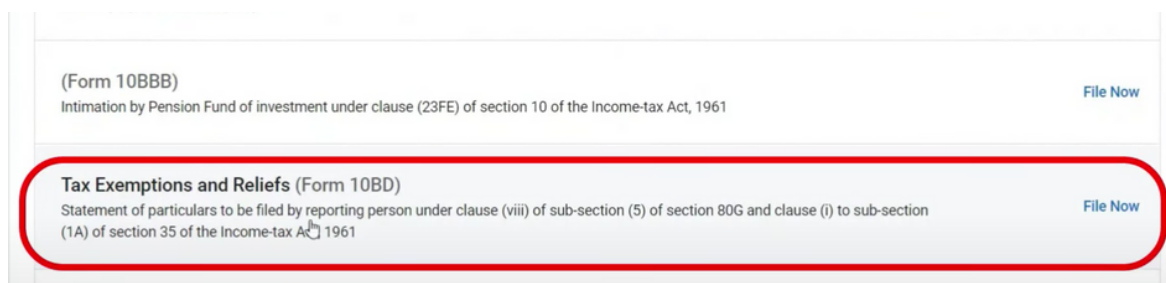 (Form 10BBB)
Intimation by Pension Fund of investment under clause (23FE) of section 10 of the Income-tax Act, 1961
File Now
Tax Exemptions and Reliefs (Form 10BD)
Statement of particulars to be filed by reporting person under clause (viii) of sub-section (5) of section 80G and clause (i) to sub-section
(1A) of section 35 of the Income-tax Act, 1961
File Now